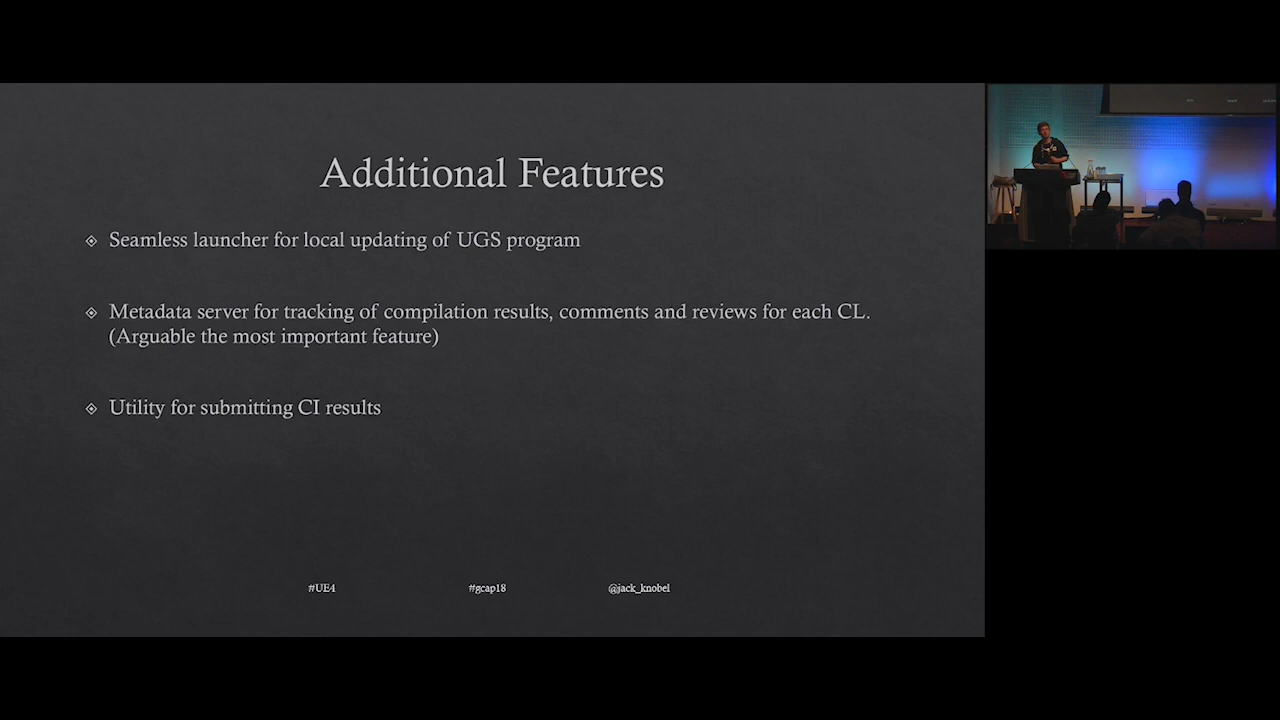 Additional Features
Seamless launcher for local updating of UGS program
Metadata server for tracking of compilation results, comments and reviews for each CL.
(Arguable the most important feature)
Utility for submitting CI results
#UE4
#gcap18
@jack_knobel